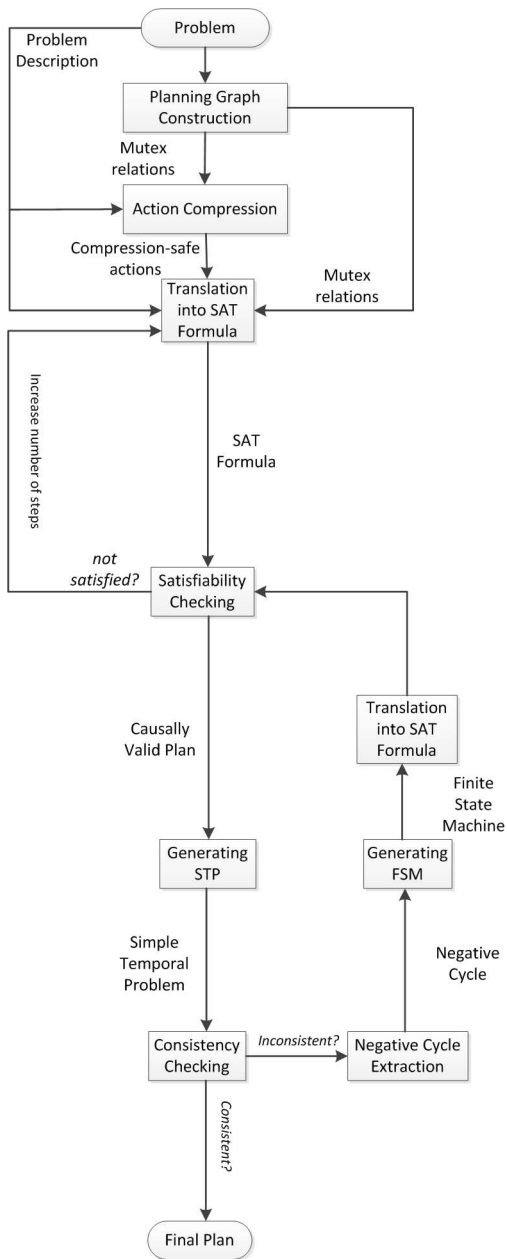 Problem
Problem
Description
Planning Graph
Construction
Mutex
relations
Action Compression
Compression-safe
actions
Mutex
relations
Translation
into SAT
Formula
Increase number of steps
SAT
Formula
not
satisfied?
Satisfiability
Checking
Translation
into SAT
Formula
Causally
Valid Plan
Finite
State
Machine
Generating
STP
Generating
FSM
Simple
Temporal
Problem
Negative
Cycle
Consistency
Checking
Inconsistent?
Negative Cycle
Extraction
Consistent?
Final Plan